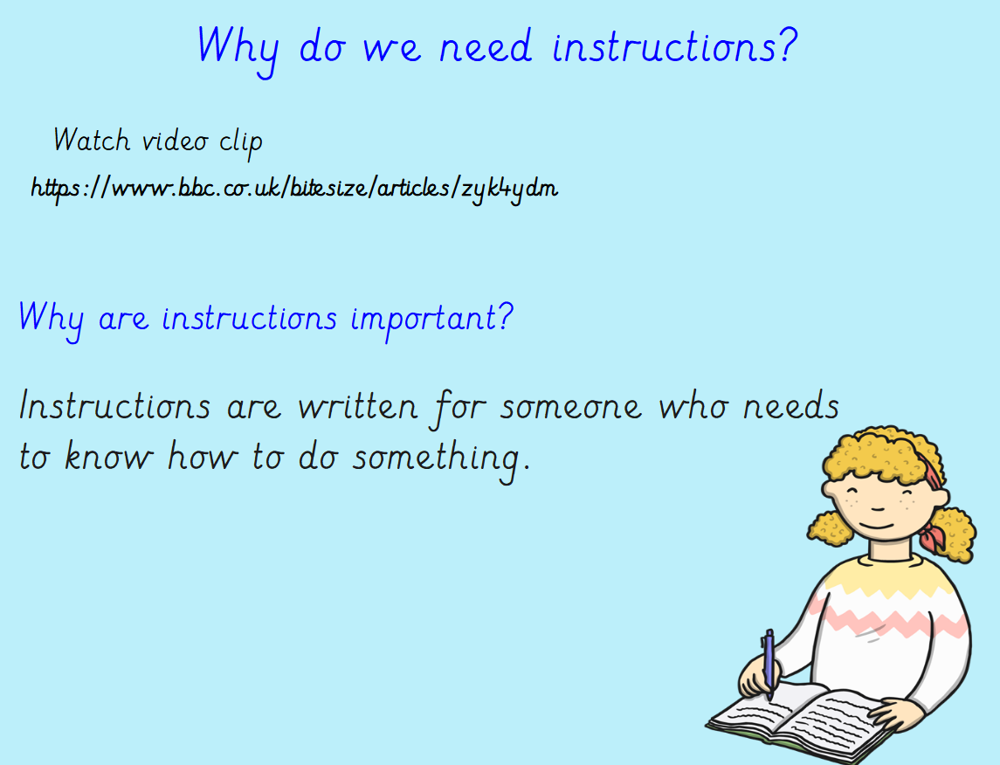 Why do we need instructions?
Watch video clip
https://www.bbc.co.uk/bitesize/articles/zyk4ydm
Why are instructions important?
Instructions are written for someone who needs
to know how to do something.